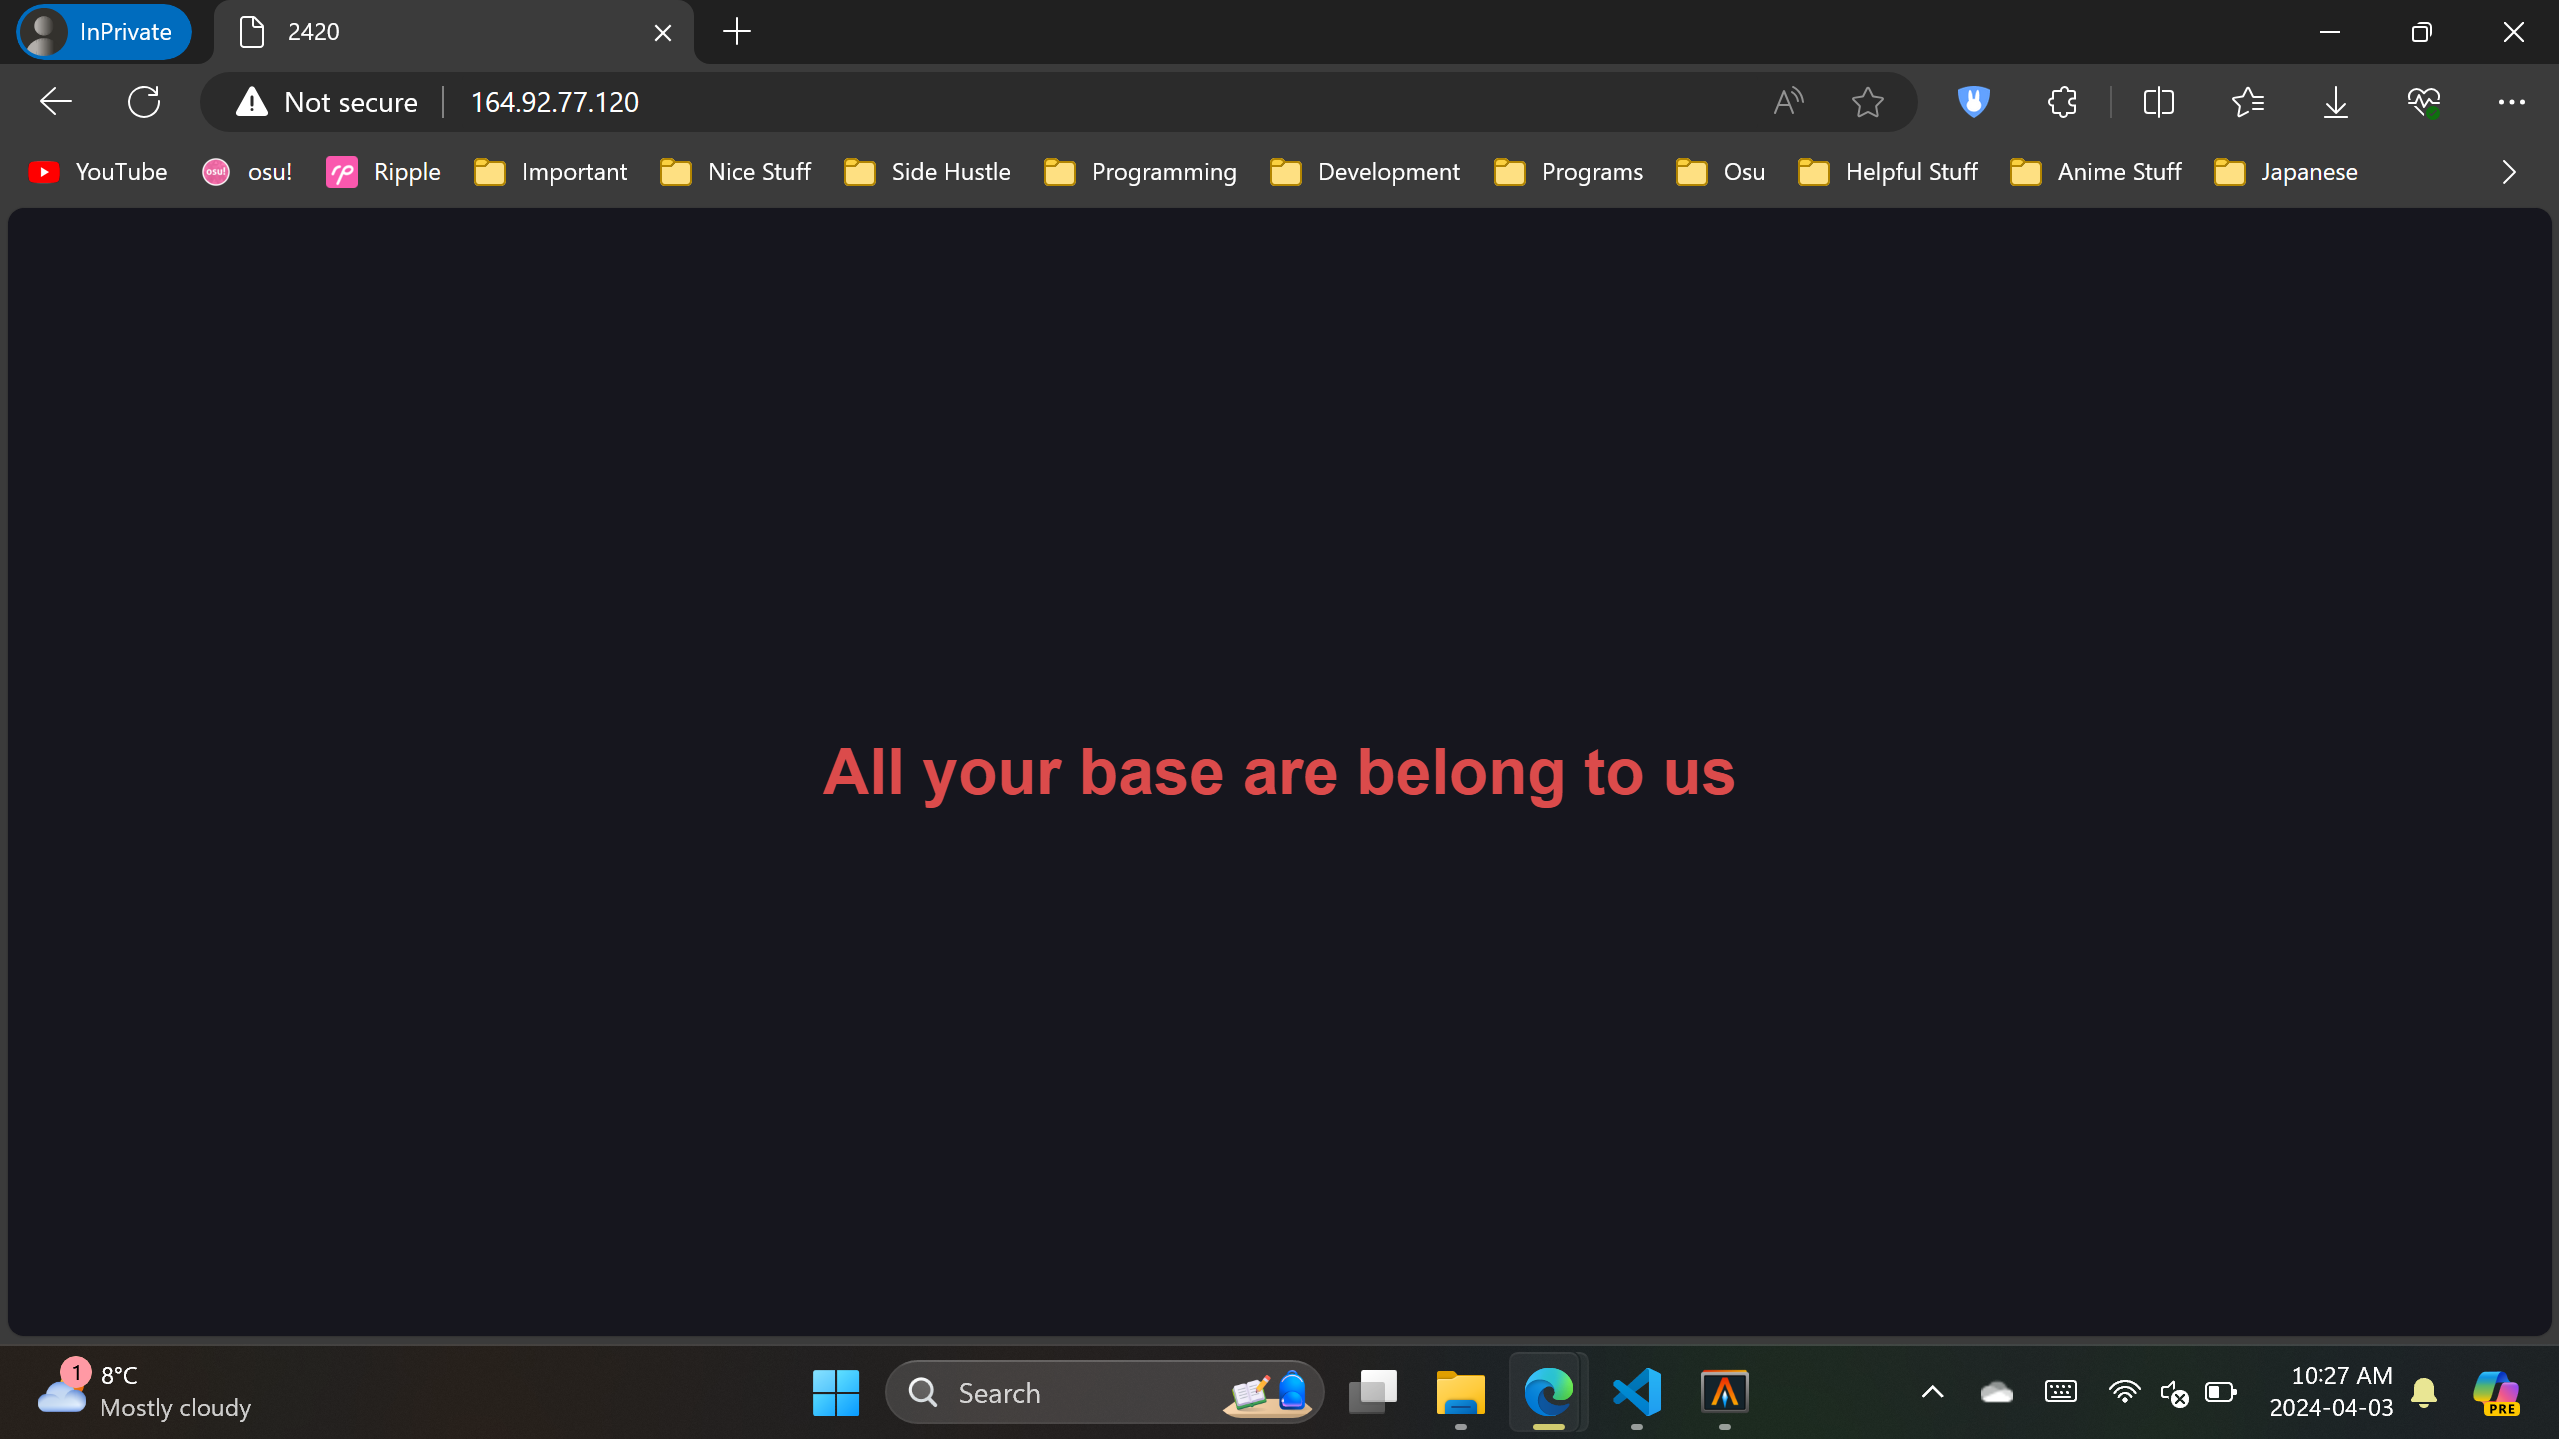 InPrivate 2420
Not secure 164.92.77.120
YouTube osu! Ripple Important Nice Stuff Side Hustle Programming Development Programs Osu Helpful Stuff Anime Stuff Japanese
All your base are belong to us
1 8°C
Mostly cloudy
Search
10:27 AM
2024-04-03
PRE